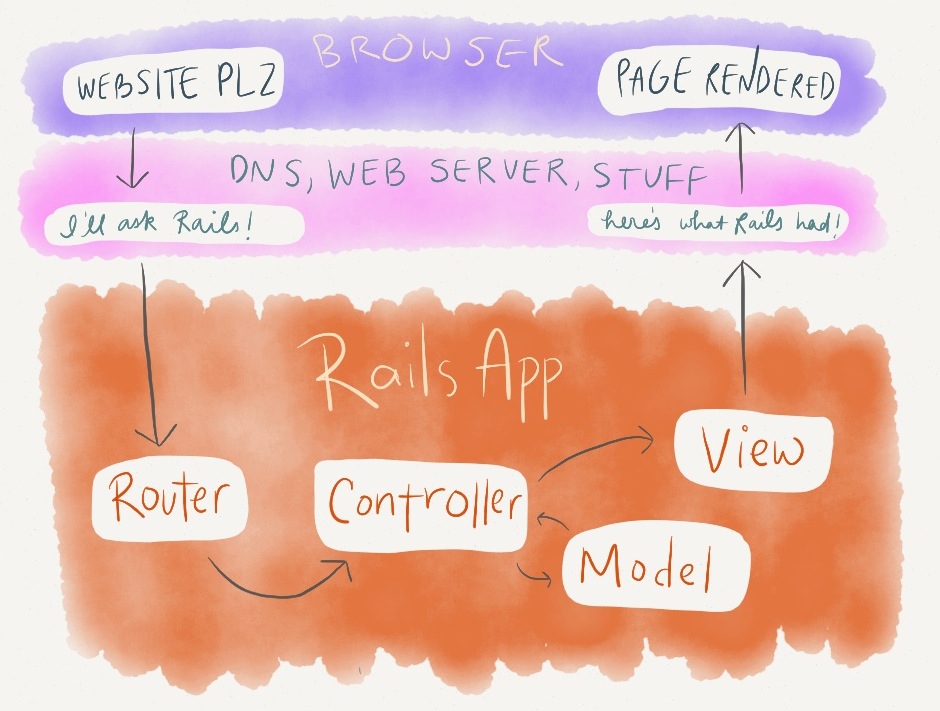 BROWSER
WEBSITE PLZ
PAGE RENDERED
DNS, WEB SERVER, STUFF
I'll ask Rails!
here's what Rails had!
Rails App
Router
Controller
View
Model